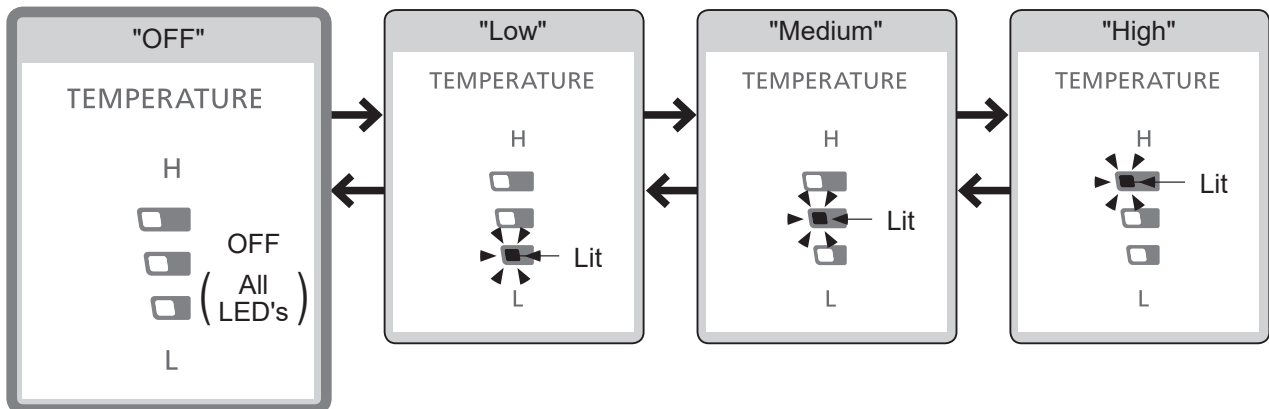 "OFF"
TEMPERATURE
H
OFF
(All
LED's)
L
"Low"
TEMPERATURE
H
Lit
L
"Medium"
TEMPERATURE
H
Lit
L
"High"
TEMPERATURE
H
Lit
L